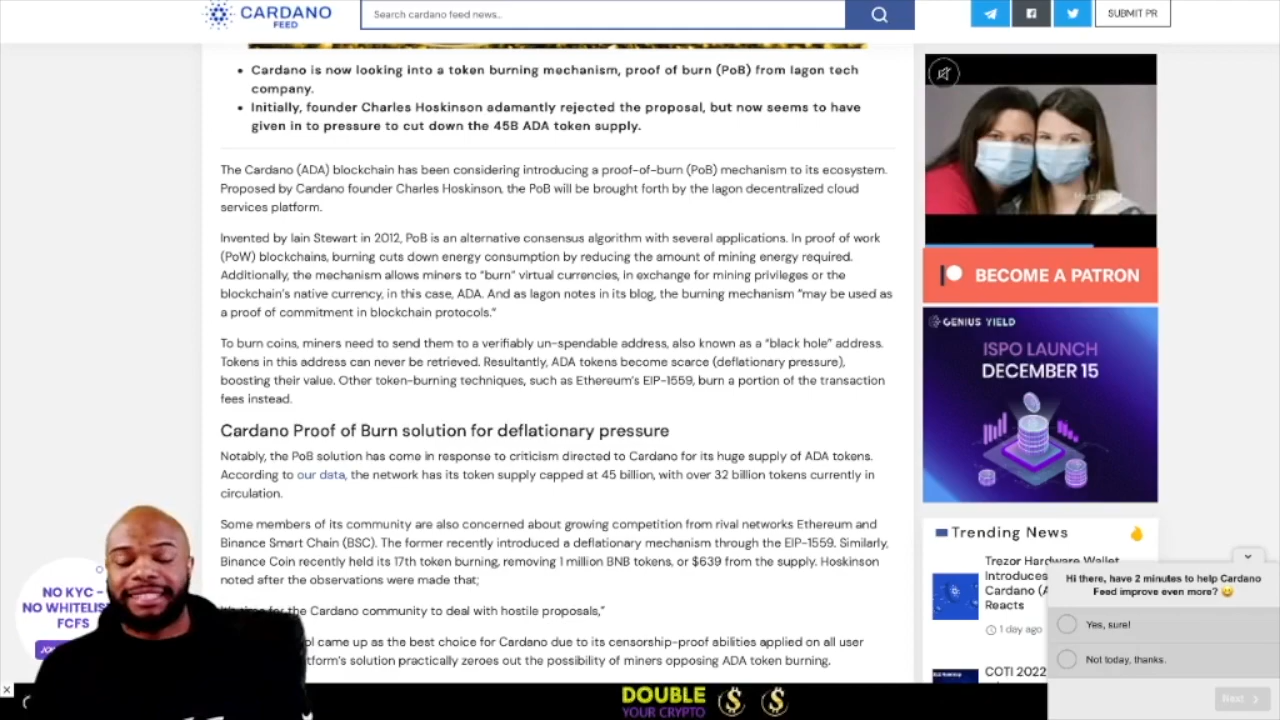 CARDANO
FEED
Search cardano feed news..
SUBMIT PR
Cardano is now looking into a token burning mechanism, proof of burn (PoB) from Iagon tech
company.
Initially, founder Charles Hoskinson adamantly rejected the proposal, but now seems to have
given in to pressure to cut down the 45B ADA token supply.
The Cardano (ADA) blockchain has been considering introducing a proof-of-burn (PoB) mechanism to its ecosystem.
Proposed by Cardano founder Charles Hoskinson, the PoB will be brought forth by the Iagon decentralized cloud
services platform.
Invented by Iain Stewart in 2012, PoB is an alternative consensus algorithm with several applications. In proof of work
(PoW) blockchains, burning cuts down energy consumption by reducing the amount of mining energy required.
Additionally, the mechanism allows miners to “burn” virtual currencies, in exchange for mining privileges or the
blockchain's native currency, in this case, ADA. And as Iagon notes in its blog, the burning mechanism “may be used as
a proof of commitment in blockchain protocols.”
To burn coins, miners need to send them to a verifiably un-spendable address, also known as a “black hole” address.
Tokens in this address can never be retrieved. Resultantly, ADA tokens become scarce (deflationary pressure),
boosting their value. Other token-burning techniques, such as Ethereum's EIP-1559, burn a portion of the transaction
fees instead.
Cardano Proof of Burn solution for deflationary pressure
Notably, the PoB solution has come in response to criticism directed to Cardano for its huge supply of ADA tokens.
According to our data, the network has its token supply capped at 45 billion, with over 32 billion tokens currently in
circulation.
Some members of its community are also concerned about growing competition from rival networks Ethereum and
Binance Smart Chain (BSC). The former recently introduced a deflationary mechanism through the EIP-1559. Similarly,
Binance Coin recently held its 17th token burning, removing 1 million BNB tokens, or $639 from the supply. Hoskinson
noted after the observations were made that;
for the Cardano community to deal with hostile proposals,”
came up as the best choice for Cardano due to its censorship-proof abilities applied on all user
solution practically zeroes out the possibility of miners opposing ADA token burning.
BECOME A PATRON
GENIUS YIELD
ISPO LAUNCH
DECEMBER 15
Trending News
Trezor Hardware Wallet
Introduces
Cardano (A
Reacts
1 day ago
COTI 2022
Hi there, have 2 minutes to help Cardano
Feed improve even more?
Yes, sure!
Not today, thanks.
Next
NO KYC -
NO WHITELIS
FCFS
DOUBLE
YOUR CRYPTO